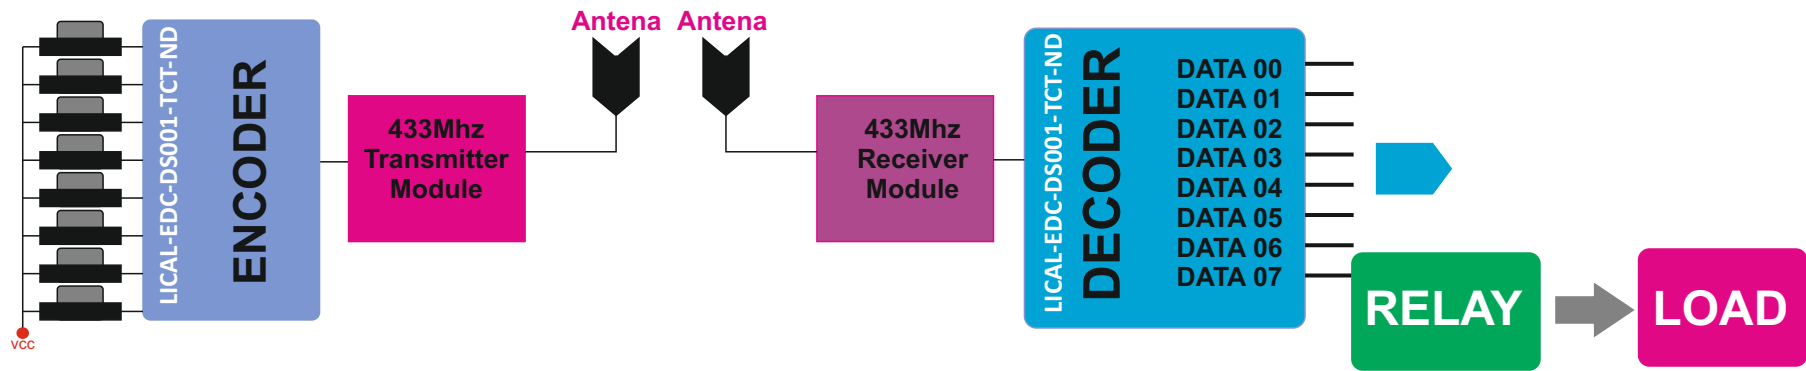 VCC
LICAL-EDC-DS001-TCT-ND
ENCODER
433Mhz
Transmitter
Module
Antena
Antena
433Mhz
Receiver
Module
LICAL-EDC-DS001-TCT-ND
DECODER
DATA 00
DATA 01
DATA 02
DATA 03
DATA 04
DATA 05
DATA 06
DATA 07
RELAY
LOAD